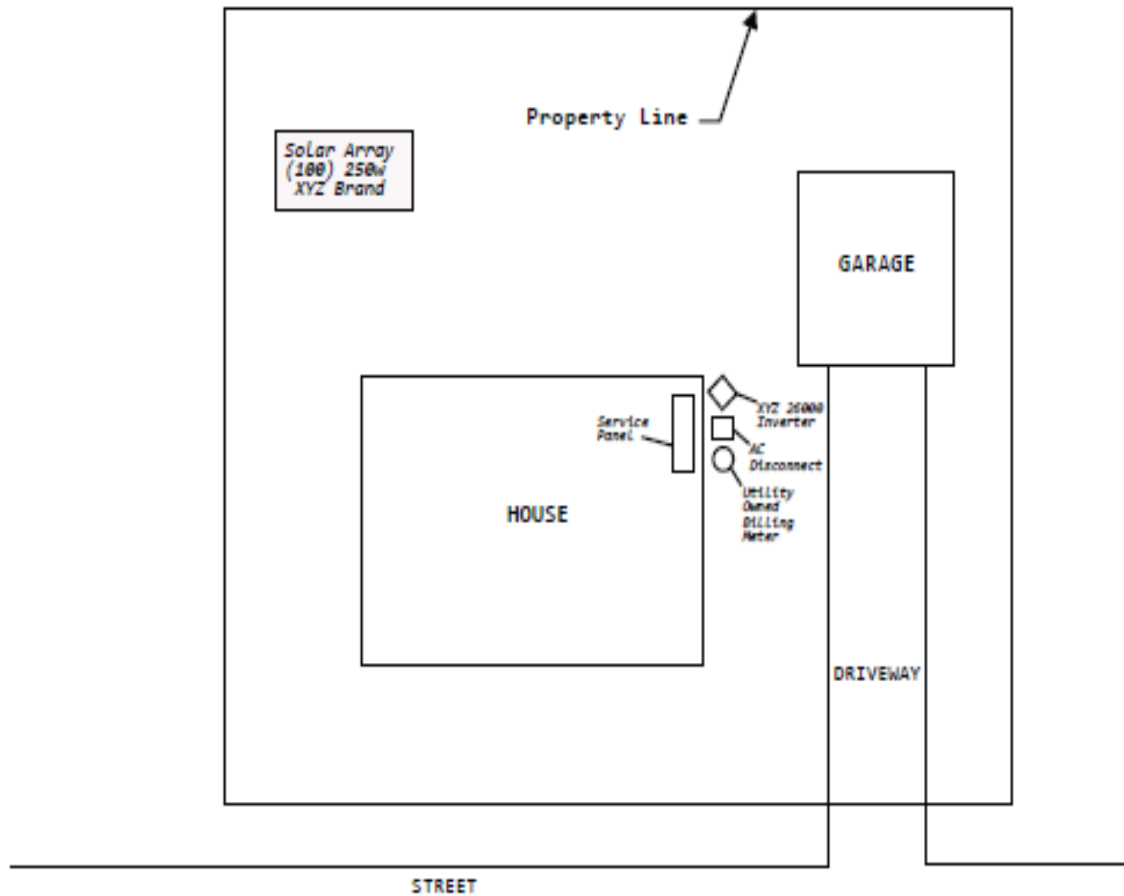 Property Line
Solar Array
(100) 250w
XYZ Brand
GARAGE
XYZ 26000
Inverter
Service
Panel
AC
Disconnect
Utility
Owned
Billing
Meter
HOUSE
DRIVEWAY
STREET